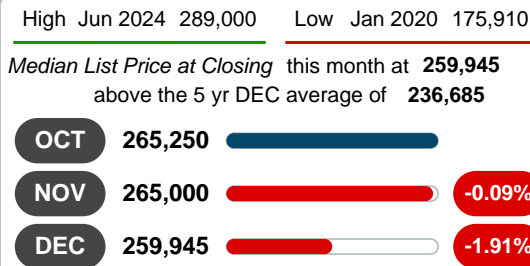 High Jun 2024 289,000 Low Jan 2020 175,910
Median List Price at Closing this month at 259,945
above the 5 yr DEC average of 236,685
OCT 265,250
NOV 265,000 -0.09%
DEC 259,945 -1.91%